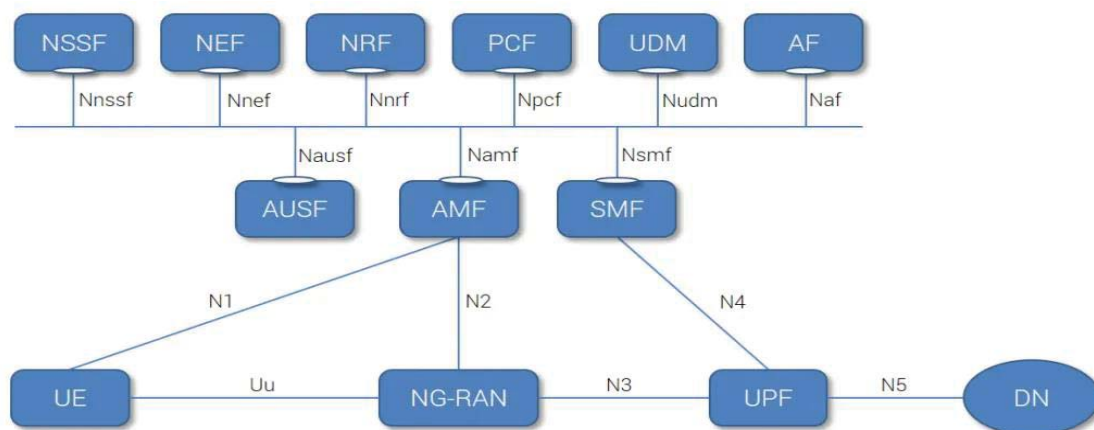 NSSF NEF NRF PCF UDM AF
Nnssf Nnef Nnrf Npcf Nudm Naf
Nausf Namf Nsmf
AUSF AMF SMF
N1 N2 N4
UE Uu NG-RAN N3 UPF N5 DN